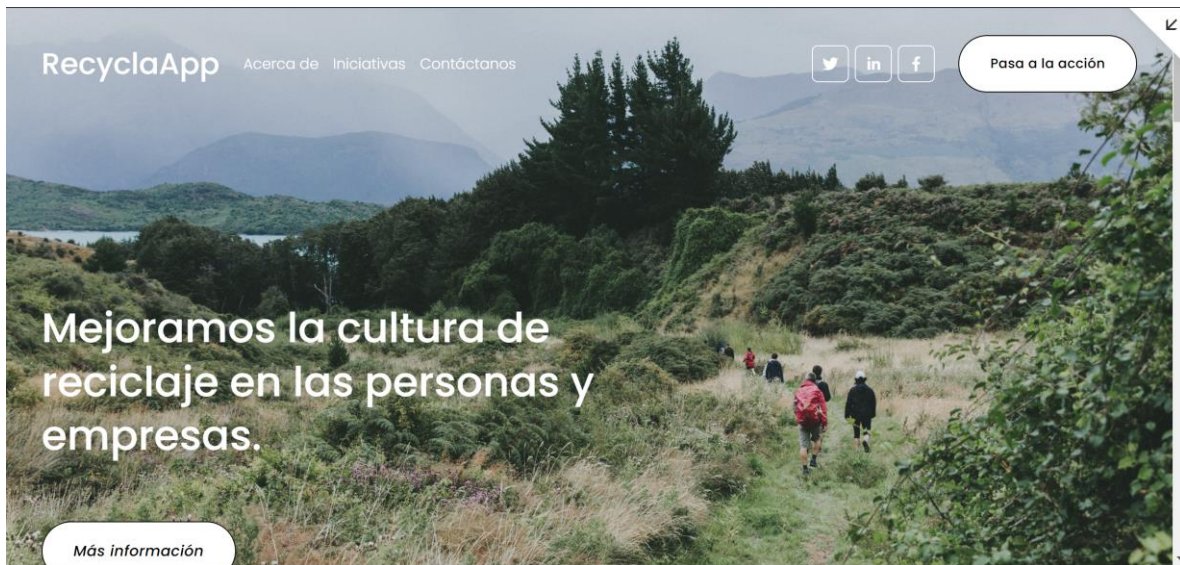 RecyclaApp
Acerca de Iniciativas Contáctanos
in
f
Pasa a la acción
Mejoramos la cultura de
reciclaje en las personas y
empresas.
Más información